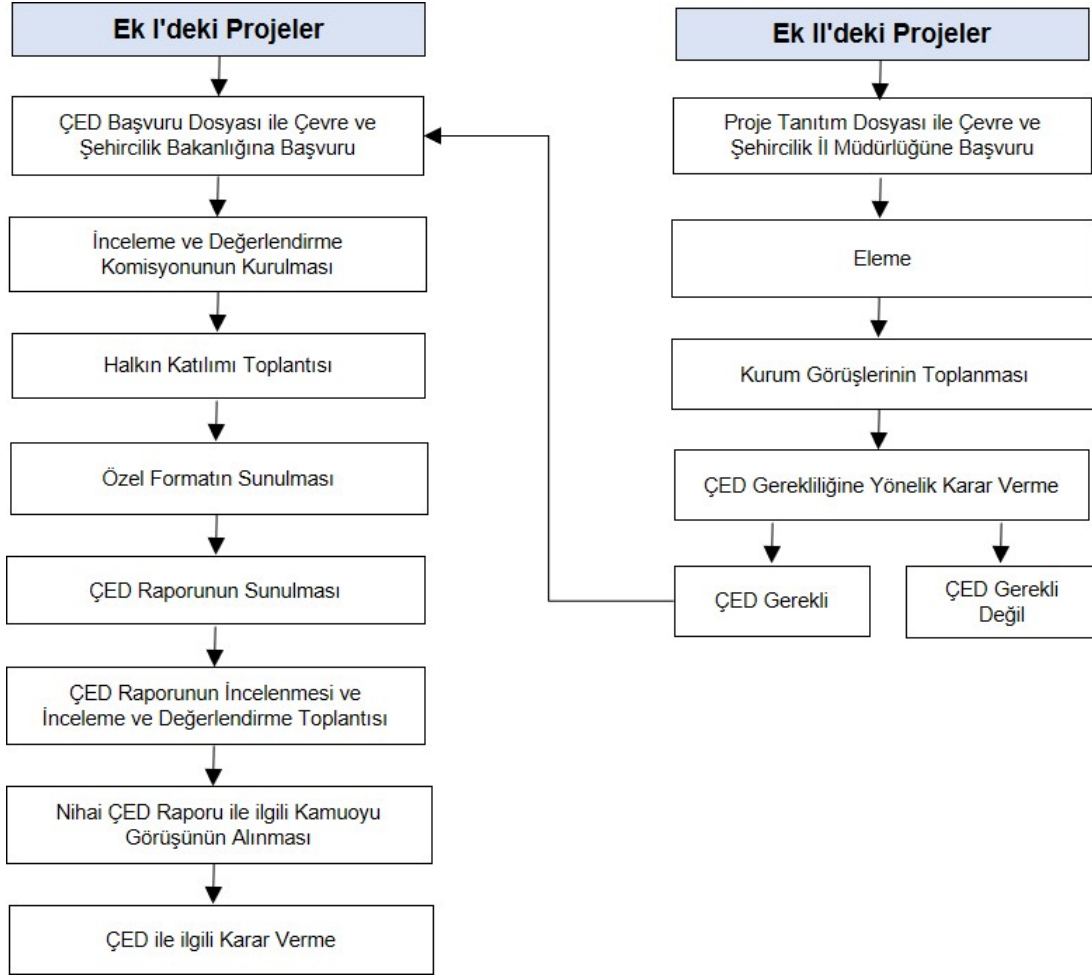 Ek I'deki Projeler
ÇED Başvuru Dosyası ile Çevre ve
Şehircilik Bakanlığına Başvuru
İnceleme ve Değerlendirme
Komisyonunun Kurulması
Halkın Katılımı Toplantısı
Özel Formatın Sunulması
ÇED Raporunun Sunulması
ÇED Raporunun İncelenmesi ve
İnceleme ve Değerlendirme Toplantısı
Nihai ÇED Raporu ile ilgili Kamuoyu
Görüşünün Alınması
ÇED ile ilgili Karar Verme
Ek II'deki Projeler
Proje Tanıtım Dosyası ile Çevre ve
Şehircilik İl Müdürlüğüne Başvuru
Eleme
Kurum Görüşlerinin Toplanması
ÇED Gerekliliğine Yönelik Karar Verme
ÇED Gerekli
ÇED Gerekli
Değil